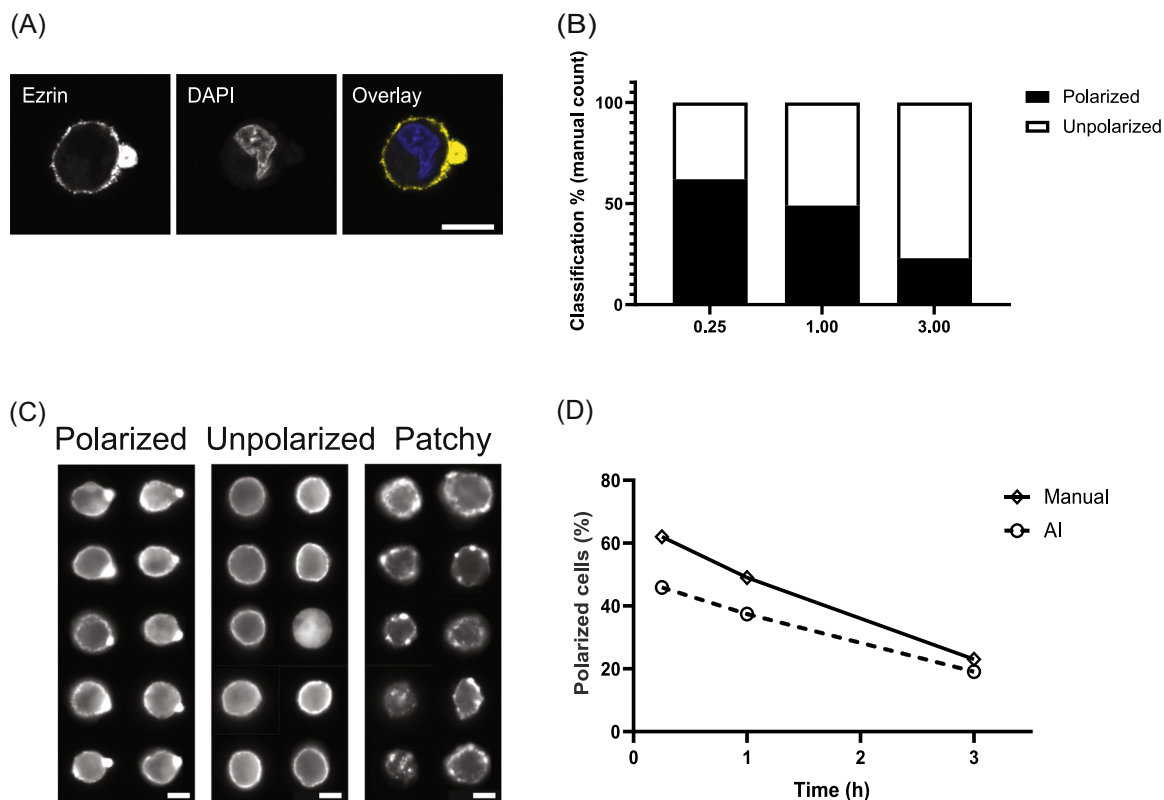 (A)
Ezrin
DAPI
Overlay
(B)
Classification % (manual count)
100
50
0
0.25
1.00
3.00
Polarized
Unpolarized
(C)
Polarized
Unpolarized
Patchy
(D)
Polarized cells (%)
80
60
40
20
0
0
1
2
3
Time (h)
Manual
AI